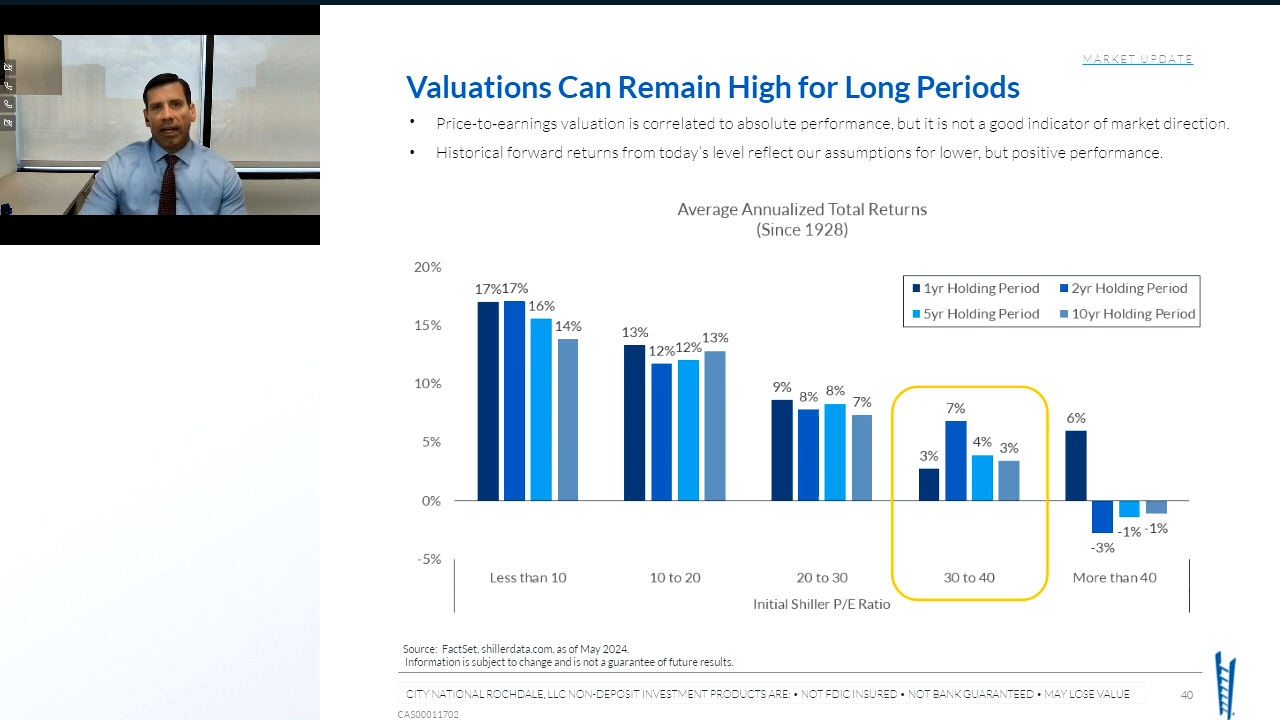 MARKET UPDATE
Valuations Can Remain High for Long Periods
• Price-to-earnings valuation is correlated to absolute performance, but it is not a good indicator of market direction.
• Historical forward returns from today's level reflect our assumptions for lower, but positive performance.
Average Annualized Total Returns
(Since 1928)
20%
15%
10%
5%
0%
-5%
1yr Holding Period 2yr Holding Period
5yr Holding Period 10yr Holding Period
17% 17% 16% 14%
13% 12% 12% 13%
9% 8% 8% 7%
3% 7% 4% 3%
6% -3% -1% -1%
Less than 10 10 to 20 20 to 30 30 to 40 More than 40
Initial Shiller P/E Ratio
Source: FactSet, shillerdata.com, as of May 2024.
Information is subject to change and is not a guarantee of future results.
CITY NATIONAL ROCHDALE, LLC NON-DEPOSIT INVESTMENT PRODUCTS ARE: • NOT FDIC INSURED • NOT BANK GUARANTEED • MAY LOSE VALUE
40
CAS00011702